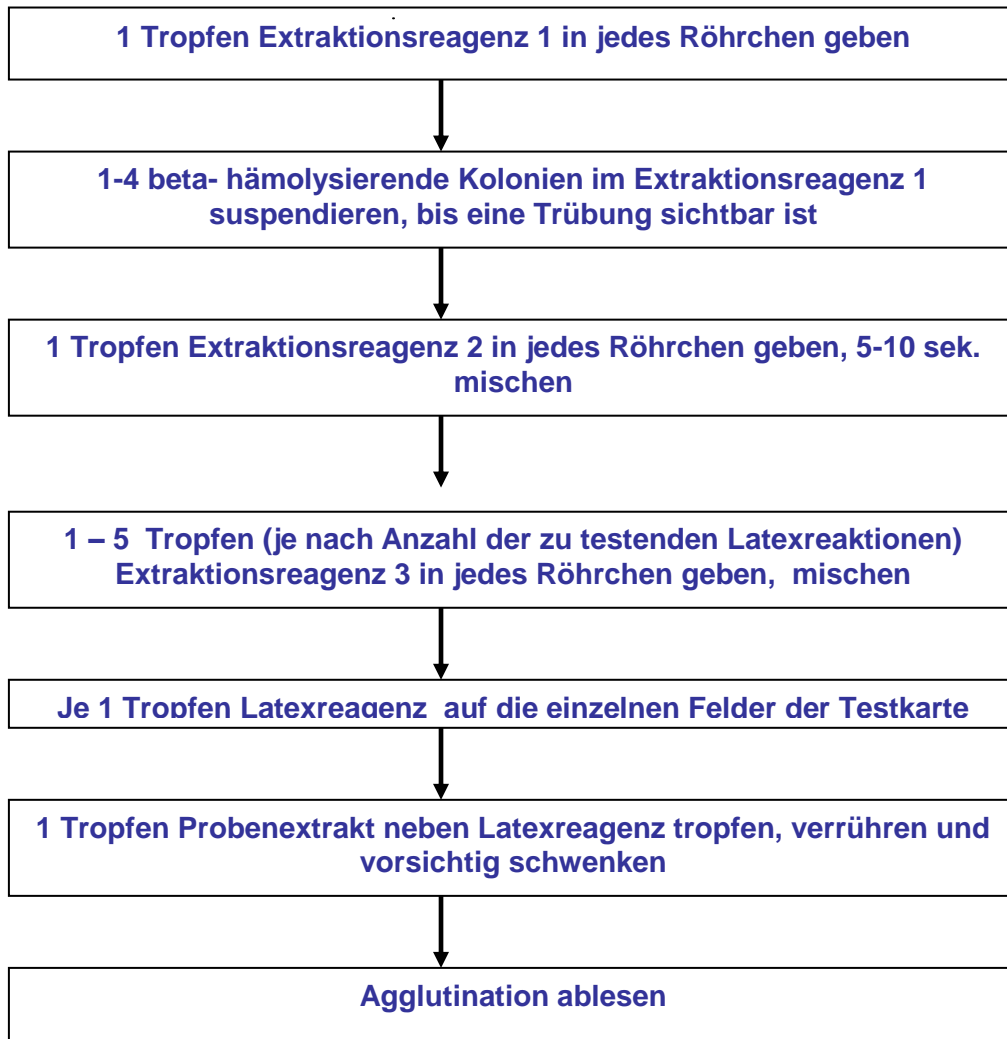 1 Tropfen Extraktionsreagenz 1 in jedes Röhrchen geben
1-4 beta- hämolysierende Kolonien im Extraktionsreagenz 1
suspendieren, bis eine Trübung sichtbar ist
1 Tropfen Extraktionsreagenz 2 in jedes Röhrchen geben, 5-10 sek.
mischen
1 – 5 Tropfen (je nach Anzahl der zu testenden Latexreaktionen)
Extraktionsreagenz 3 in jedes Röhrchen geben, mischen
Je 1 Tropfen Latexreagenz auf die einzelnen Felder der Testkarte
1 Tropfen Probenextrakt neben Latexreagenz tropfen, verrühren und
vorsichtig schwenken
Agglutination ablesen